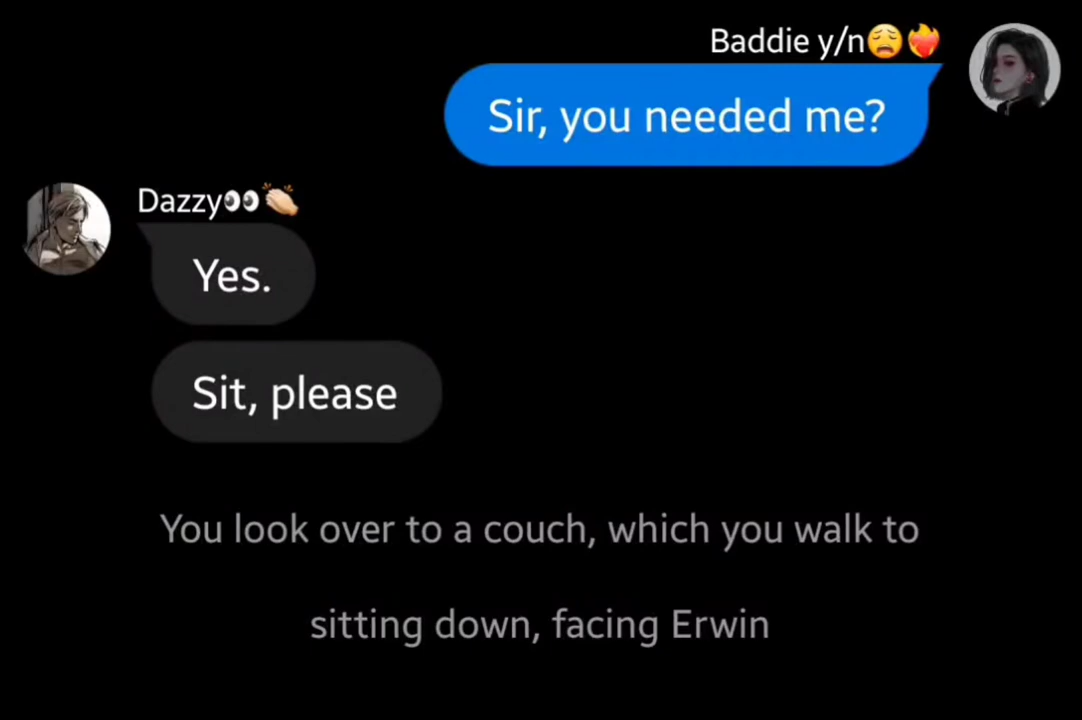 Baddie y/n😩❤️‍🔥
Sir, you needed me?
Dazzy👀👏🏻
Yes.
Sit, please
You look over to a couch, which you walk to
sitting down, facing Erwin